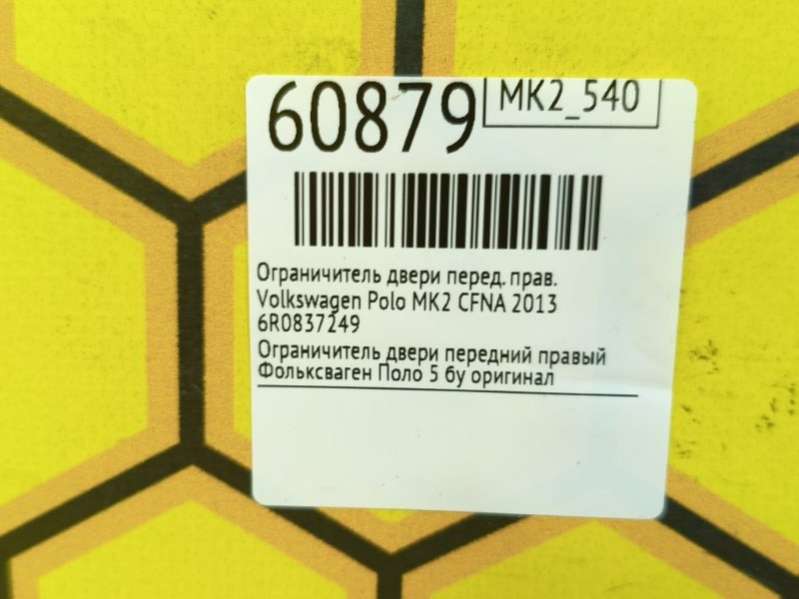 60879
MK2_540
Ограничитель двери перед. прав.
Volkswagen Polo MK2 CFNA 2013
6R0837249
Ограничитель двери передний правый
Фольксваген Поло 5 бу оригинал